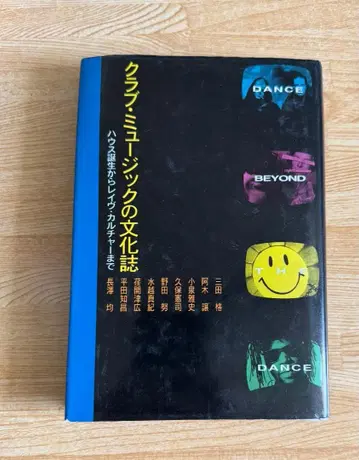 クラブ・ミュージックの文化誌
ハウス誕生からレイヴ・カルチャーまで
三田 格
阿木 譲
小泉雅史
久保憲司
野田 努
水越真紀
荏開津広
平田知昌
長澤 均
DANCE
BEYOND
THE
DANCE